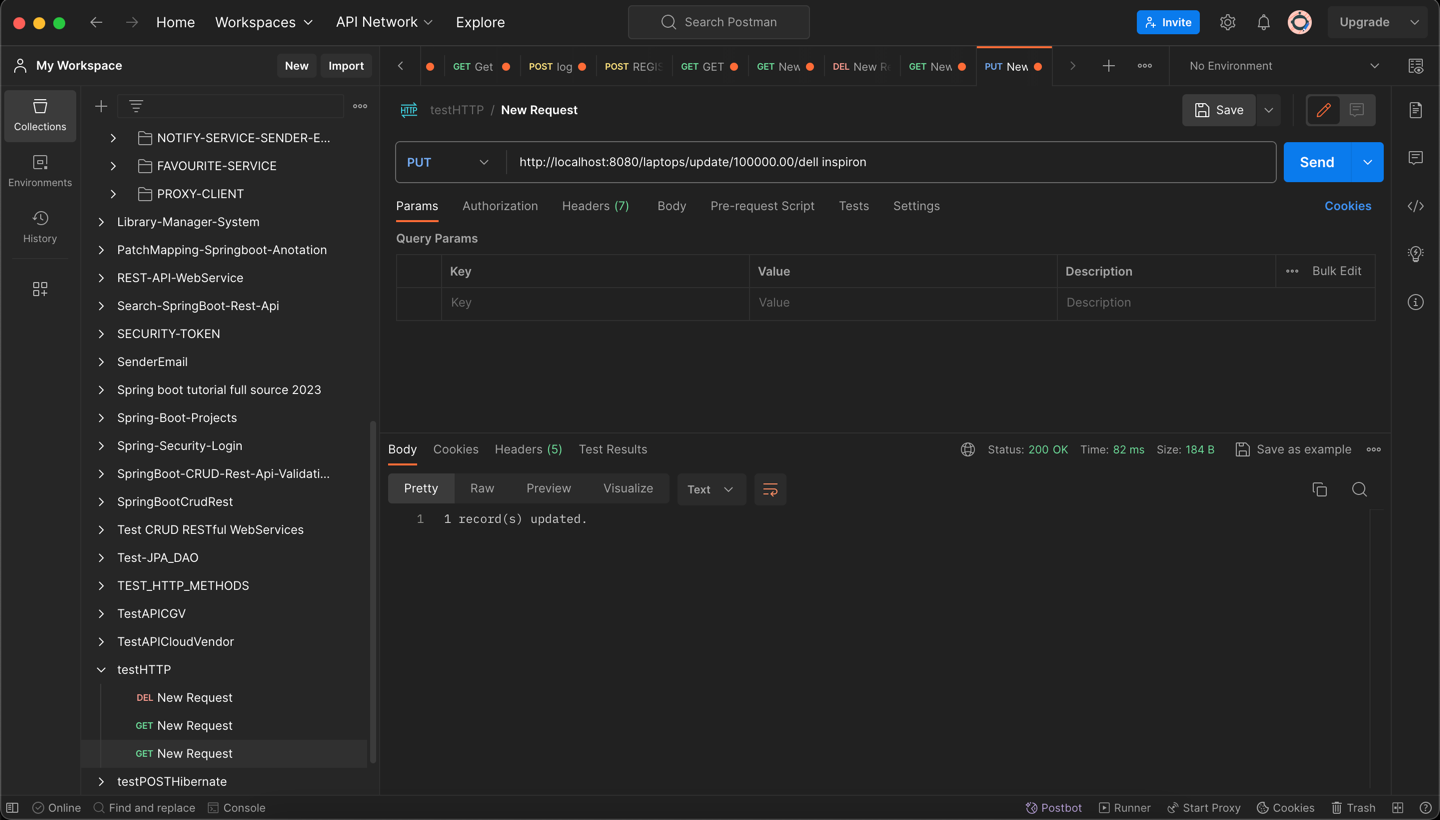 Home Workspaces API Network Explore Search Postman Invite Upgrade
My Workspace New Import GET Get POST log POST REGIS GET GET GET New DEL New R GET New PUT New No Environment
Collections
Environments
History
NOTIFY-SERVICE-SENDER-E...
FAVOURITE-SERVICE
PROXY-CLIENT
Library-Manager-System
PatchMapping-Springboot-Anotation
REST-API-WebService
Search-SpringBoot-Rest-Api
SECURITY-TOKEN
SenderEmail
Spring boot tutorial full source 2023
Spring-Boot-Projects
Spring-Security-Login
SpringBoot-CRUD-Rest-Api-Validati...
SpringBootCrudRest
Test CRUD RESTful WebServices
Test-JPA_DAO
TEST_HTTP_METHODS
TestAPICGV
TestAPICloudVendor
testHTTP
DEL New Request
GET New Request
GET New Request
testPOSTHibernate
HTTP testHTTP / New Request Save
PUT http://localhost:8080/laptops/update/100000.00/dell inspiron Send
Params Authorization Headers (7) Body Pre-request Script Tests Settings Cookies
Query Params
Key Value Description Bulk Edit
Key Value Description
Body Cookies Headers (5) Test Results Status: 200 OK Time: 82 ms Size: 184 B Save as example
Pretty Raw Preview Visualize Text
1 1 record(s) updated.
Online Find and replace Console Postbot Runner Start Proxy Cookies Trash